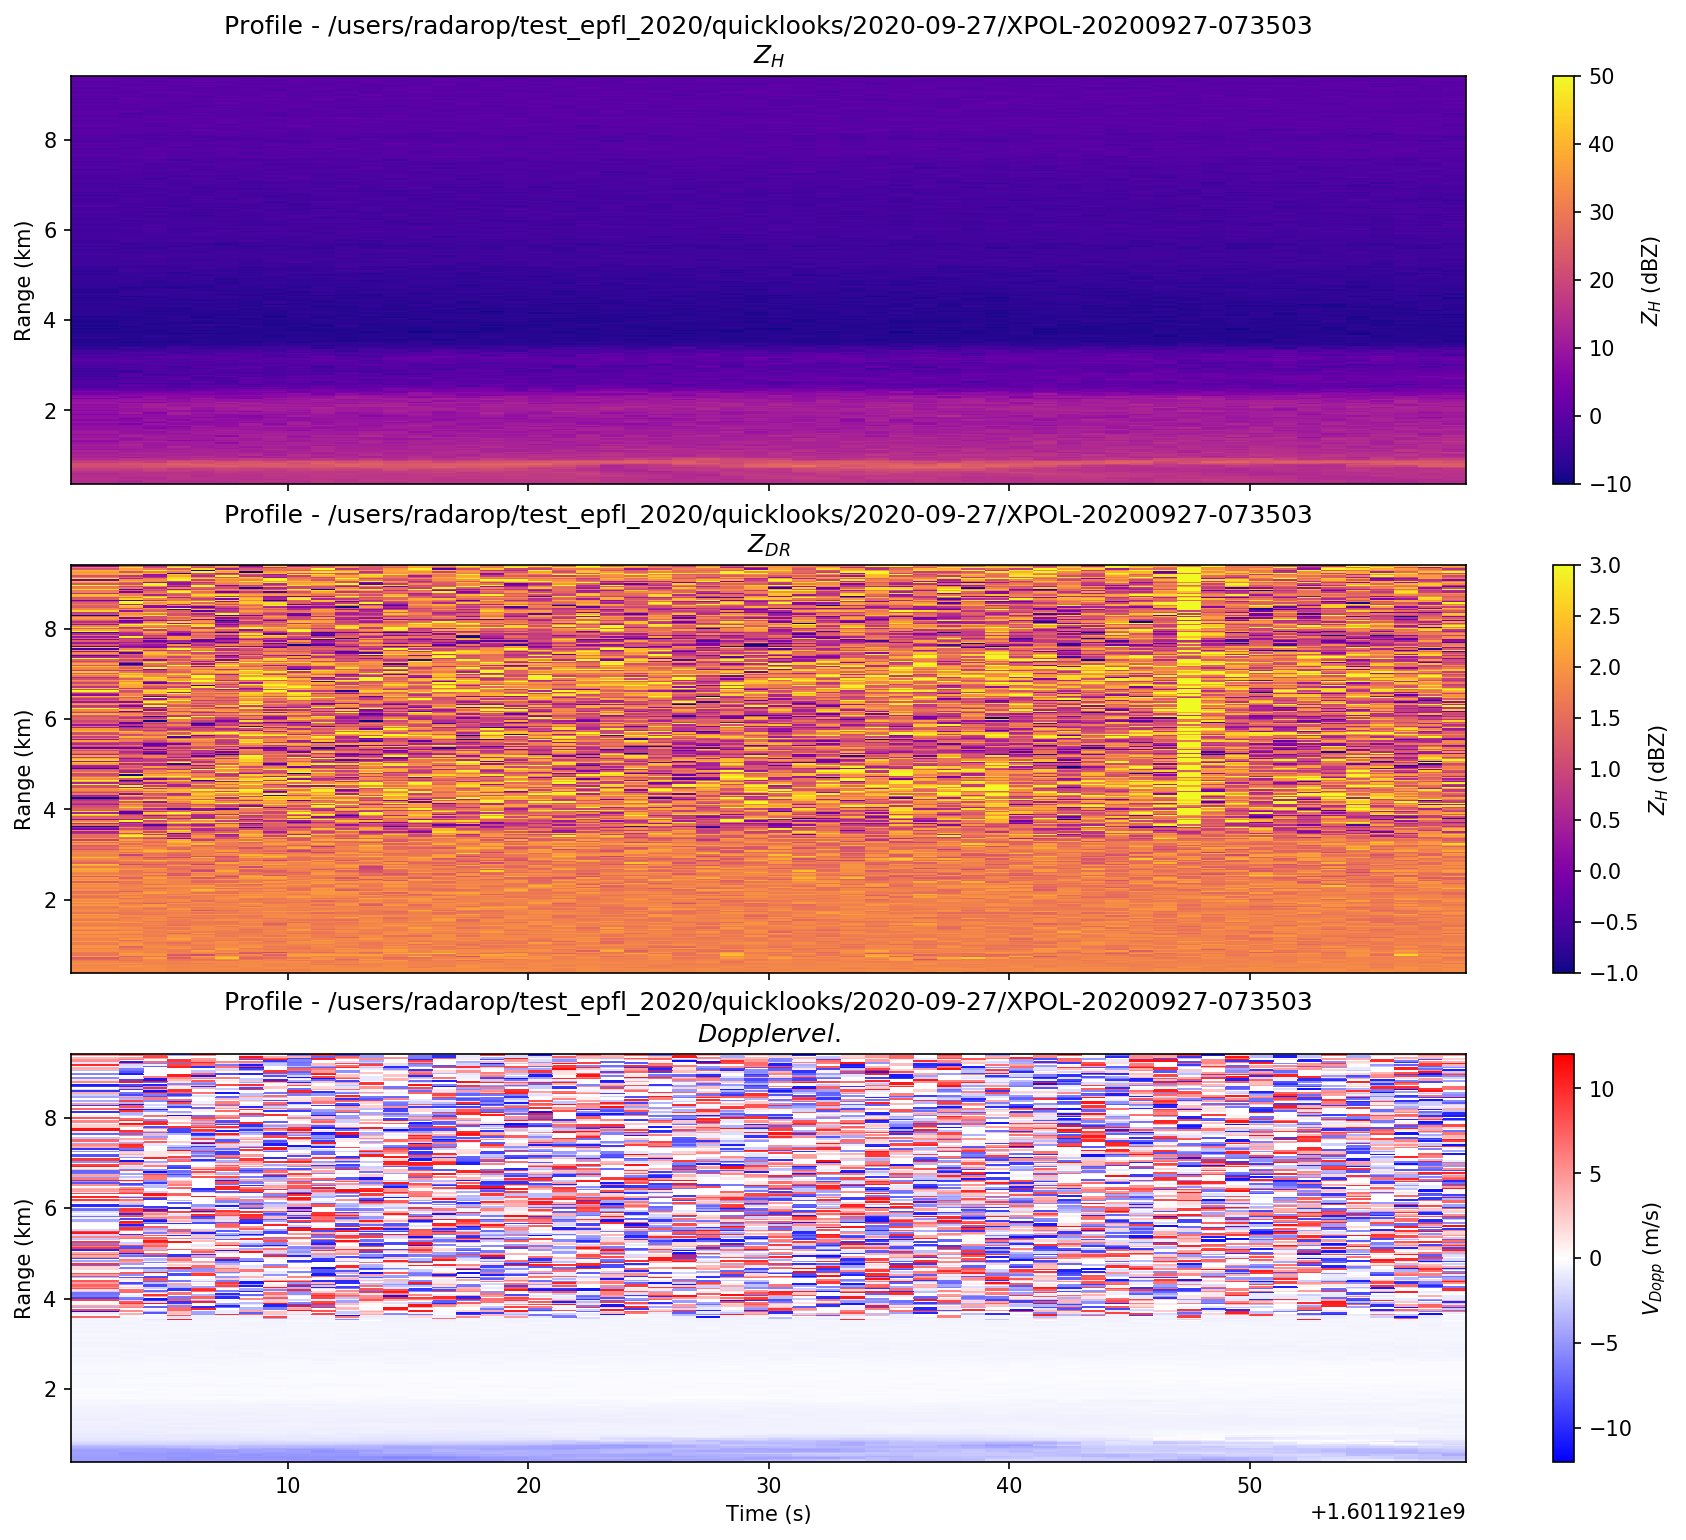 Profile - /users/radarop/test_epfl_2020/quicklooks/2020-09-27/XPOL-20200927-073503
Z_H
8
6
4
2
Range (km)
50
40
30
20
10
0
−10
Z_H (dBZ)
Profile - /users/radarop/test_epfl_2020/quicklooks/2020-09-27/XPOL-20200927-073503
Z_DR
8
6
4
2
Range (km)
3.0
2.5
2.0
1.5
1.0
0.5
0.0
−0.5
−1.0
Z_H (dBZ)
Profile - /users/radarop/test_epfl_2020/quicklooks/2020-09-27/XPOL-20200927-073503
Dopplervel.
8
6
4
2
Range (km)
10
5
0
−5
−10
V_Dopp (m/s)
10 20 30 40 50
Time (s)
+1.6011921e9